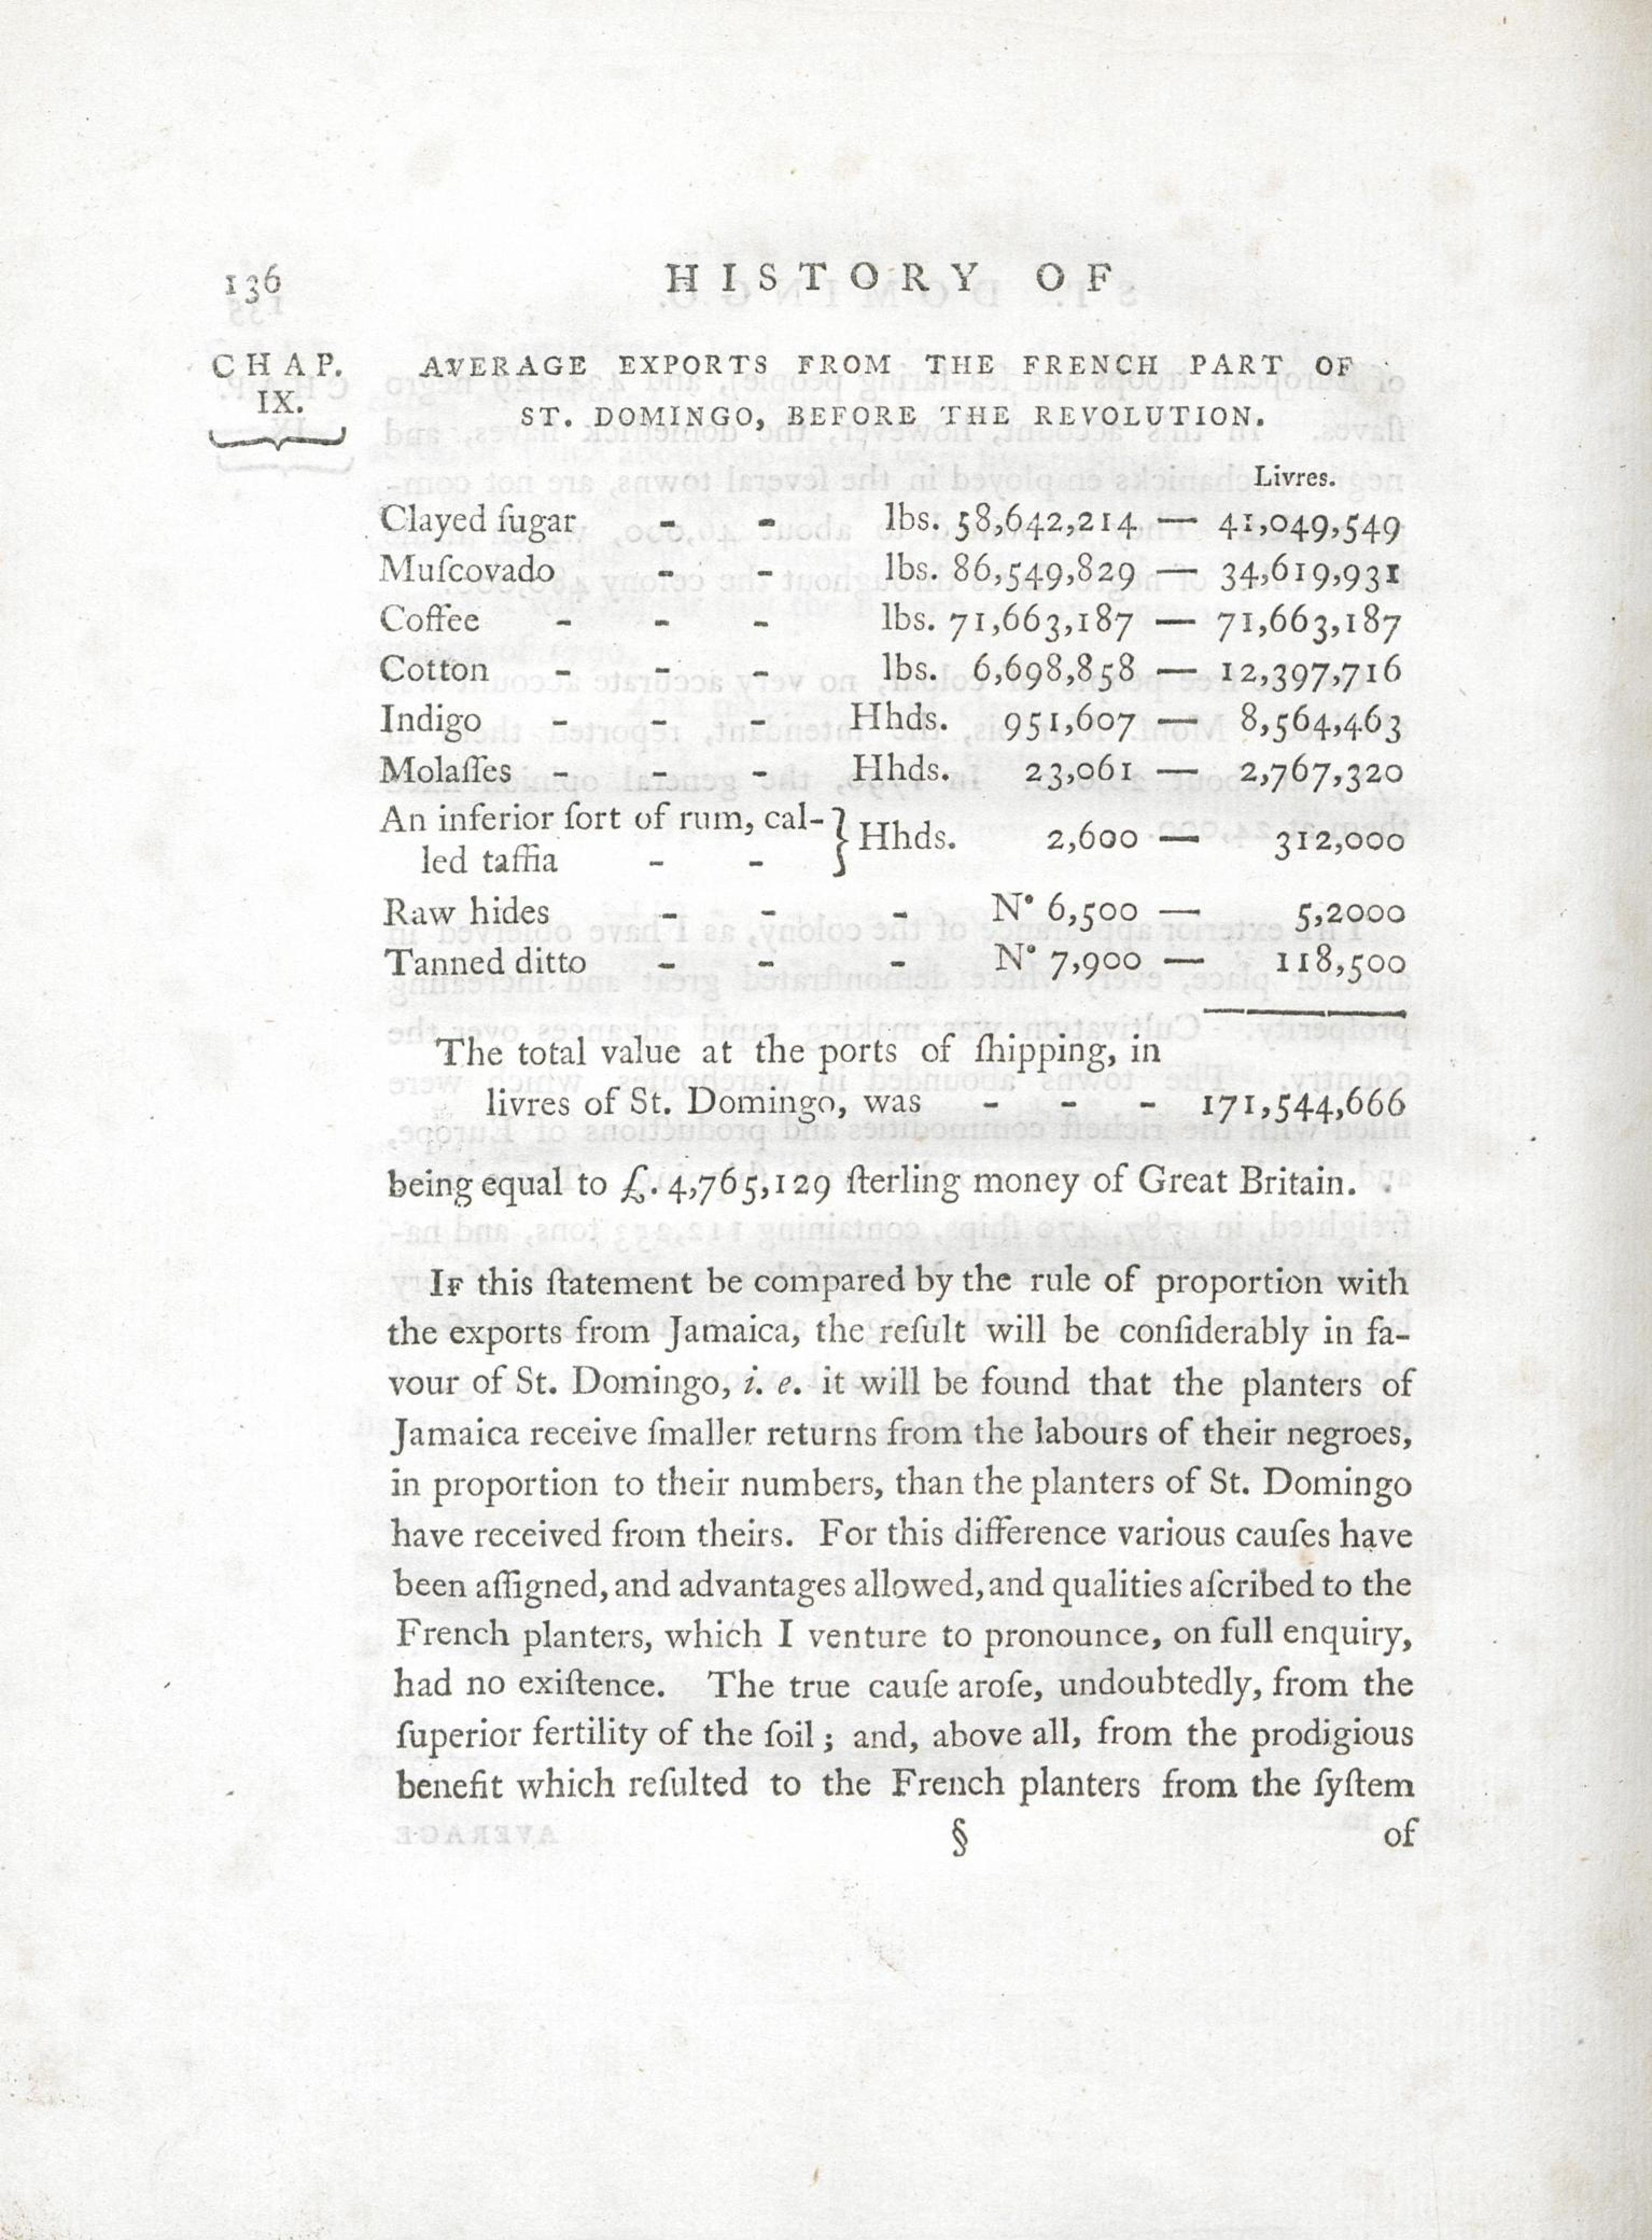 136 HISTORY OF
CHAP.
IX.
AVERAGE EXPORTS FROM THE FRENCH PART OF
ST. DOMINGO, BEFORE THE REVOLUTION.
Livres.
Clayed ſugar - - lbs. 58,642,214 — 41,049,549
Muſcovado - - lbs. 86,549,829 — 34,619,931
Coffee - - - lbs. 71,663,187 — 71,663,187
Cotton - - - lbs. 6,698,858 — 12,397,716
Indigo - - - Hhds. 951,607 — 8,564,463
Molaſſes - - - Hhds. 23,061 — 2,767,320
An inferior ſort of rum, cal-
led taffia - - } Hhds. 2,600 — 312,000
Raw hides - - - N° 6,500 — 5,2000
Tanned ditto - - - N° 7,900 — 118,500
The total value at the ports of ſhipping, in
livres of St. Domingo, was - - - 171,544,666
being equal to £. 4,765,129 ſterling money of Great Britain.
IF this ſtatement be compared by the rule of proportion with
the exports from Jamaica, the reſult will be conſiderably in fa-
vour of St. Domingo, i. e. it will be found that the planters of
Jamaica receive ſmaller returns from the labours of their negroes,
in proportion to their numbers, than the planters of St. Domingo
have received from theirs. For this difference various cauſes have
been aſſigned, and advantages allowed, and qualities aſcribed to the
French planters, which I venture to pronounce, on full enquiry,
had no exiſtence. The true cauſe aroſe, undoubtedly, from the
ſuperior fertility of the ſoil; and, above all, from the prodigious
benefit which reſulted to the French planters from the ſyſtem
§ of